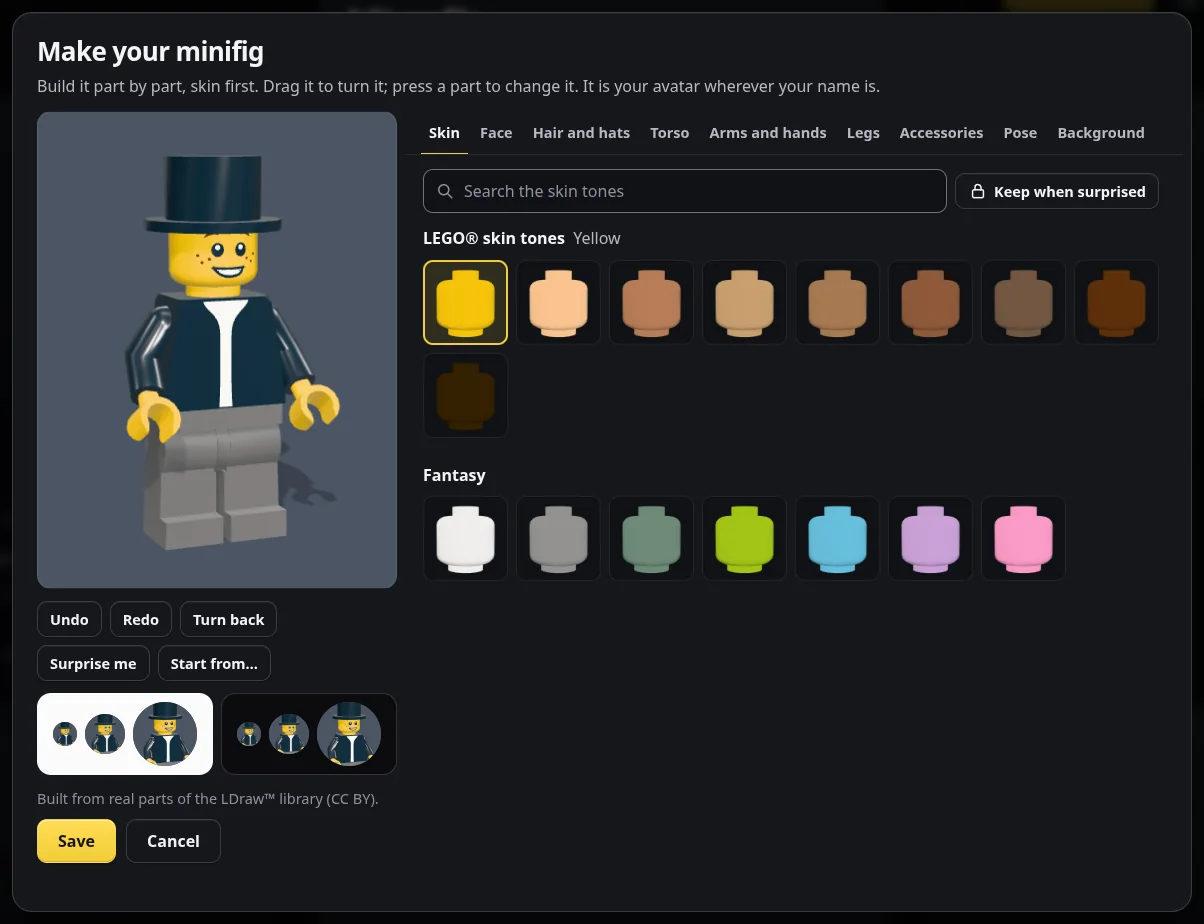 Make your minifig
Build it part by part, skin first. Drag it to turn it; press a part to change it. It is your avatar wherever your name is.
Skin Face Hair and hats Torso Arms and hands Legs Accessories Pose Background
Search the skin tones
Keep when surprised
LEGO® skin tones Yellow
Fantasy
Undo Redo Turn back
Surprise me Start from...
Built from real parts of the LDraw™ library (CC BY).
Save Cancel